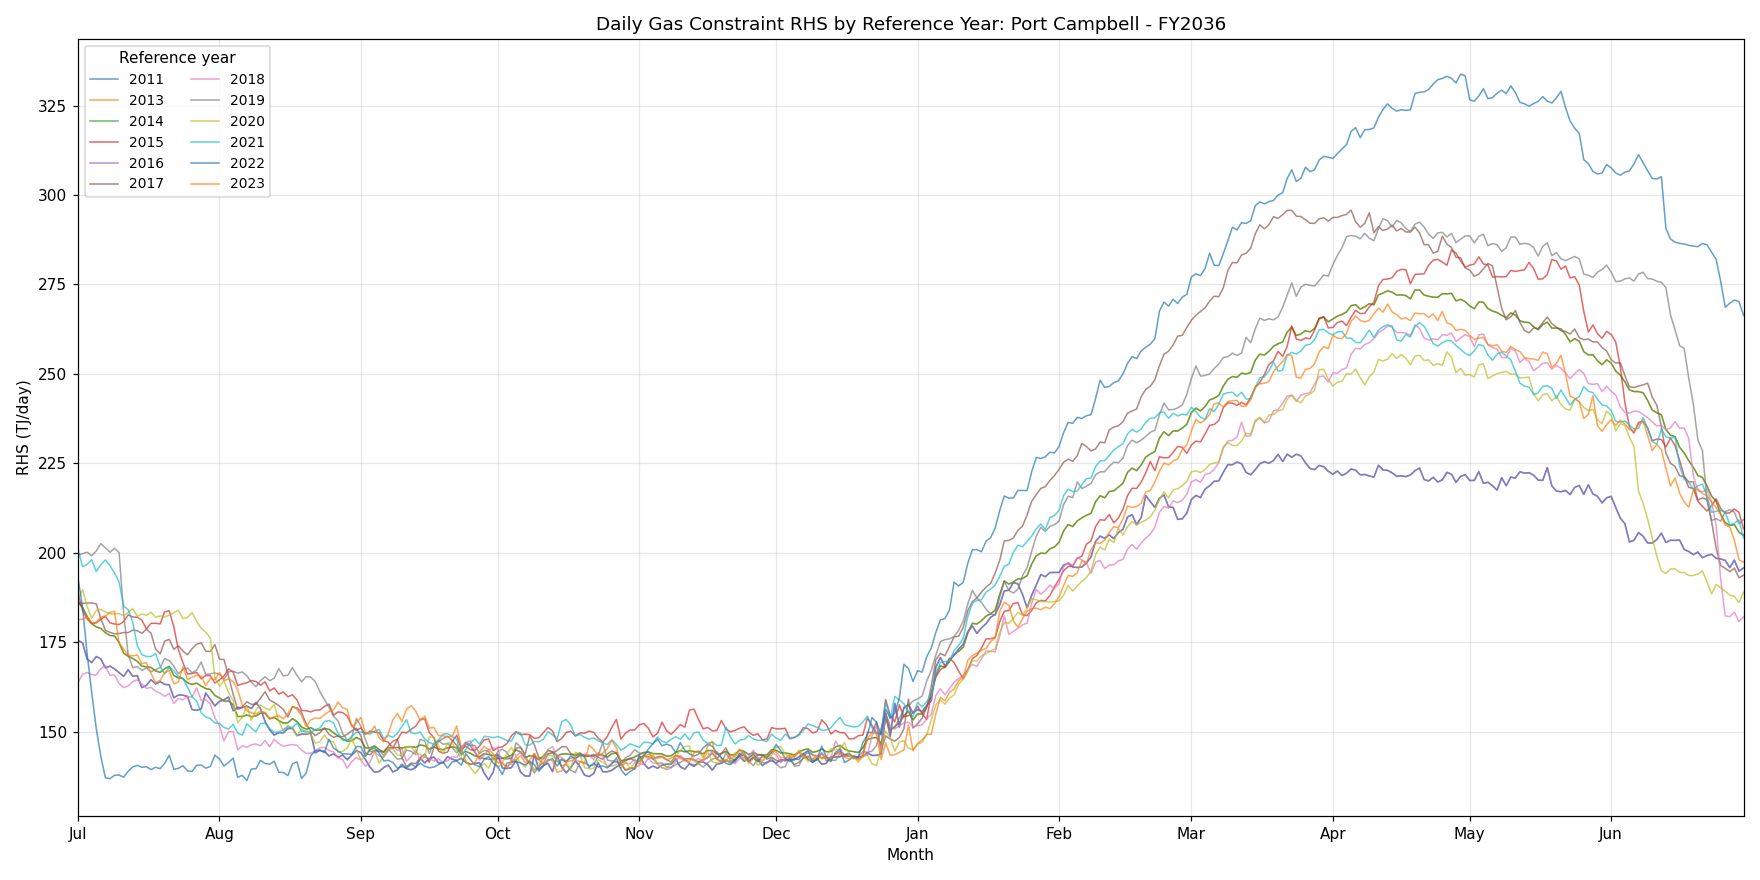 Daily Gas Constraint RHS by Reference Year: Port Campbell - FY2036
Reference year
2011 2018
2013 2019
2014 2020
2015 2021
2016 2022
2017 2023
RHS (TJ/day)
325
300
275
250
225
200
175
150
Jul Aug Sep Oct Nov Dec Jan Feb Mar Apr May Jun
Month